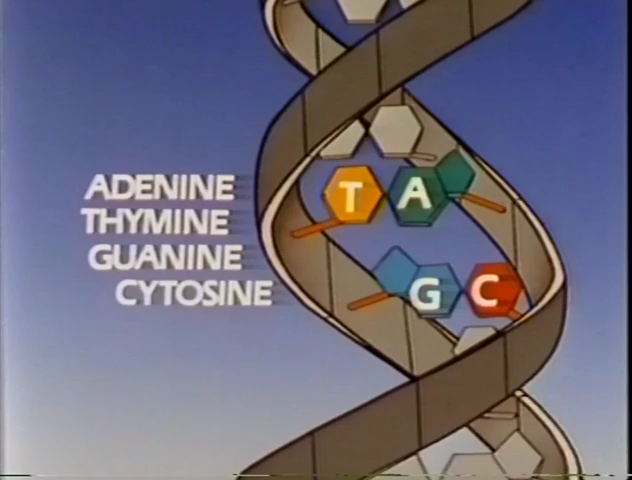 ADENINE
THYMINE
GUANINE
CYTOSINE
T A
G C